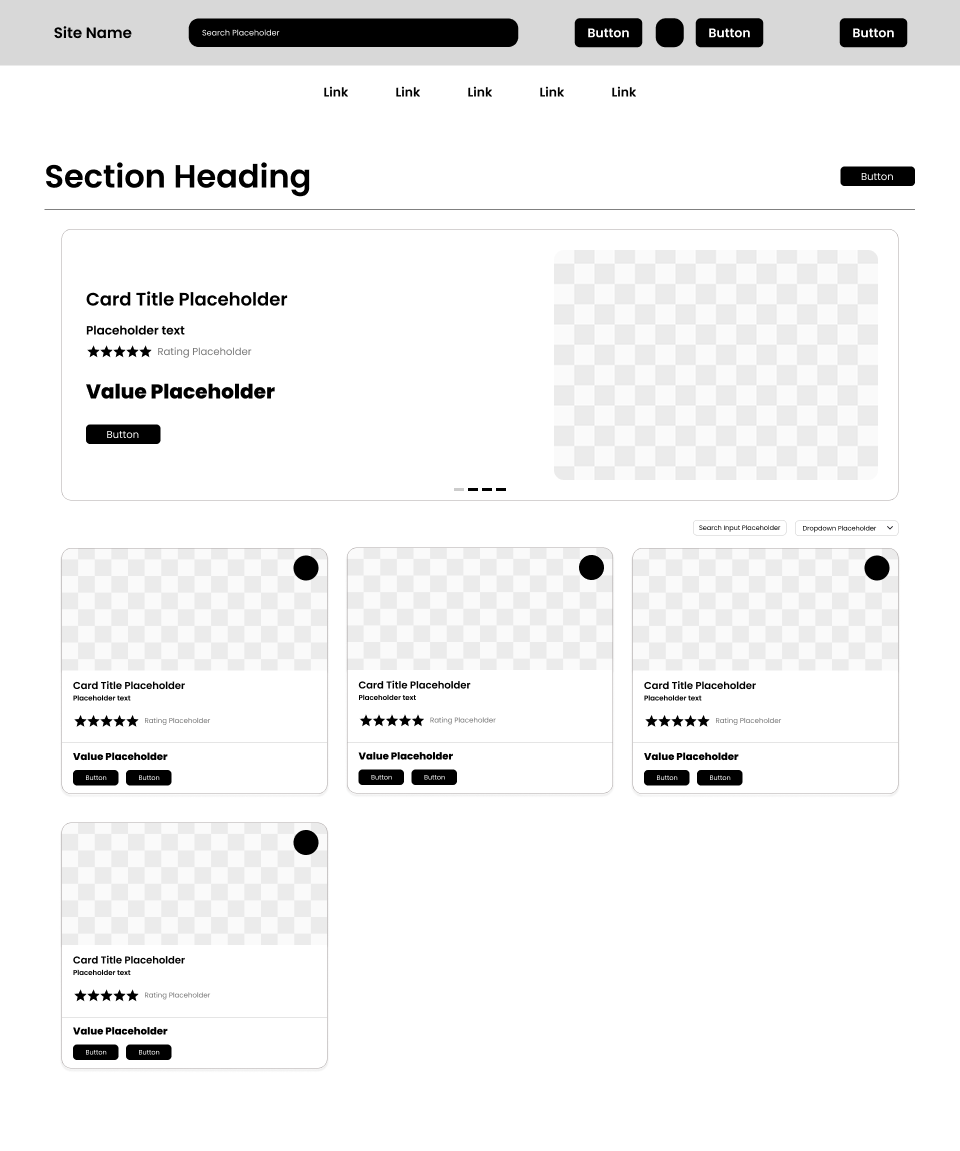 Site Name
Search Placeholder
Button
Button
Button
Link
Link
Link
Link
Link
Section Heading
Button
Card Title Placeholder
Placeholder text
Rating Placeholder
Value Placeholder
Button
Search Input Placeholder
Dropdown Placeholder
Card Title Placeholder
Placeholder text
Rating Placeholder
Value Placeholder
Button
Button
Card Title Placeholder
Placeholder text
Rating Placeholder
Value Placeholder
Button
Button
Card Title Placeholder
Placeholder text
Rating Placeholder
Value Placeholder
Button
Button
Card Title Placeholder
Placeholder text
Rating Placeholder
Value Placeholder
Button
Button